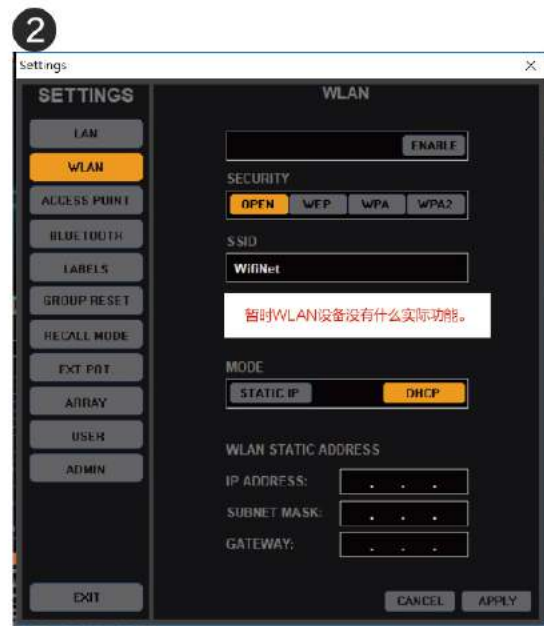 2
Settings
SETTINGS
LAN
WLAN
ACCESS POINT
BLUETOOTH
LABELS
GROUP RESET
RECALL MODE
EXT POT
ARRAY
USER
ADMIN
EXIT
WLAN
ENABLE
SECURITY
OPEN WEP WPA WPA2
SSID
WifiNet
暂时WLAN设备没有什么实际功能。
MODE
STATIC IP DHCP
WLAN STATIC ADDRESS
IP ADDRESS: . . .
SUBNET MASK: . . .
GATEWAY: . . .
CANCEL APPLY